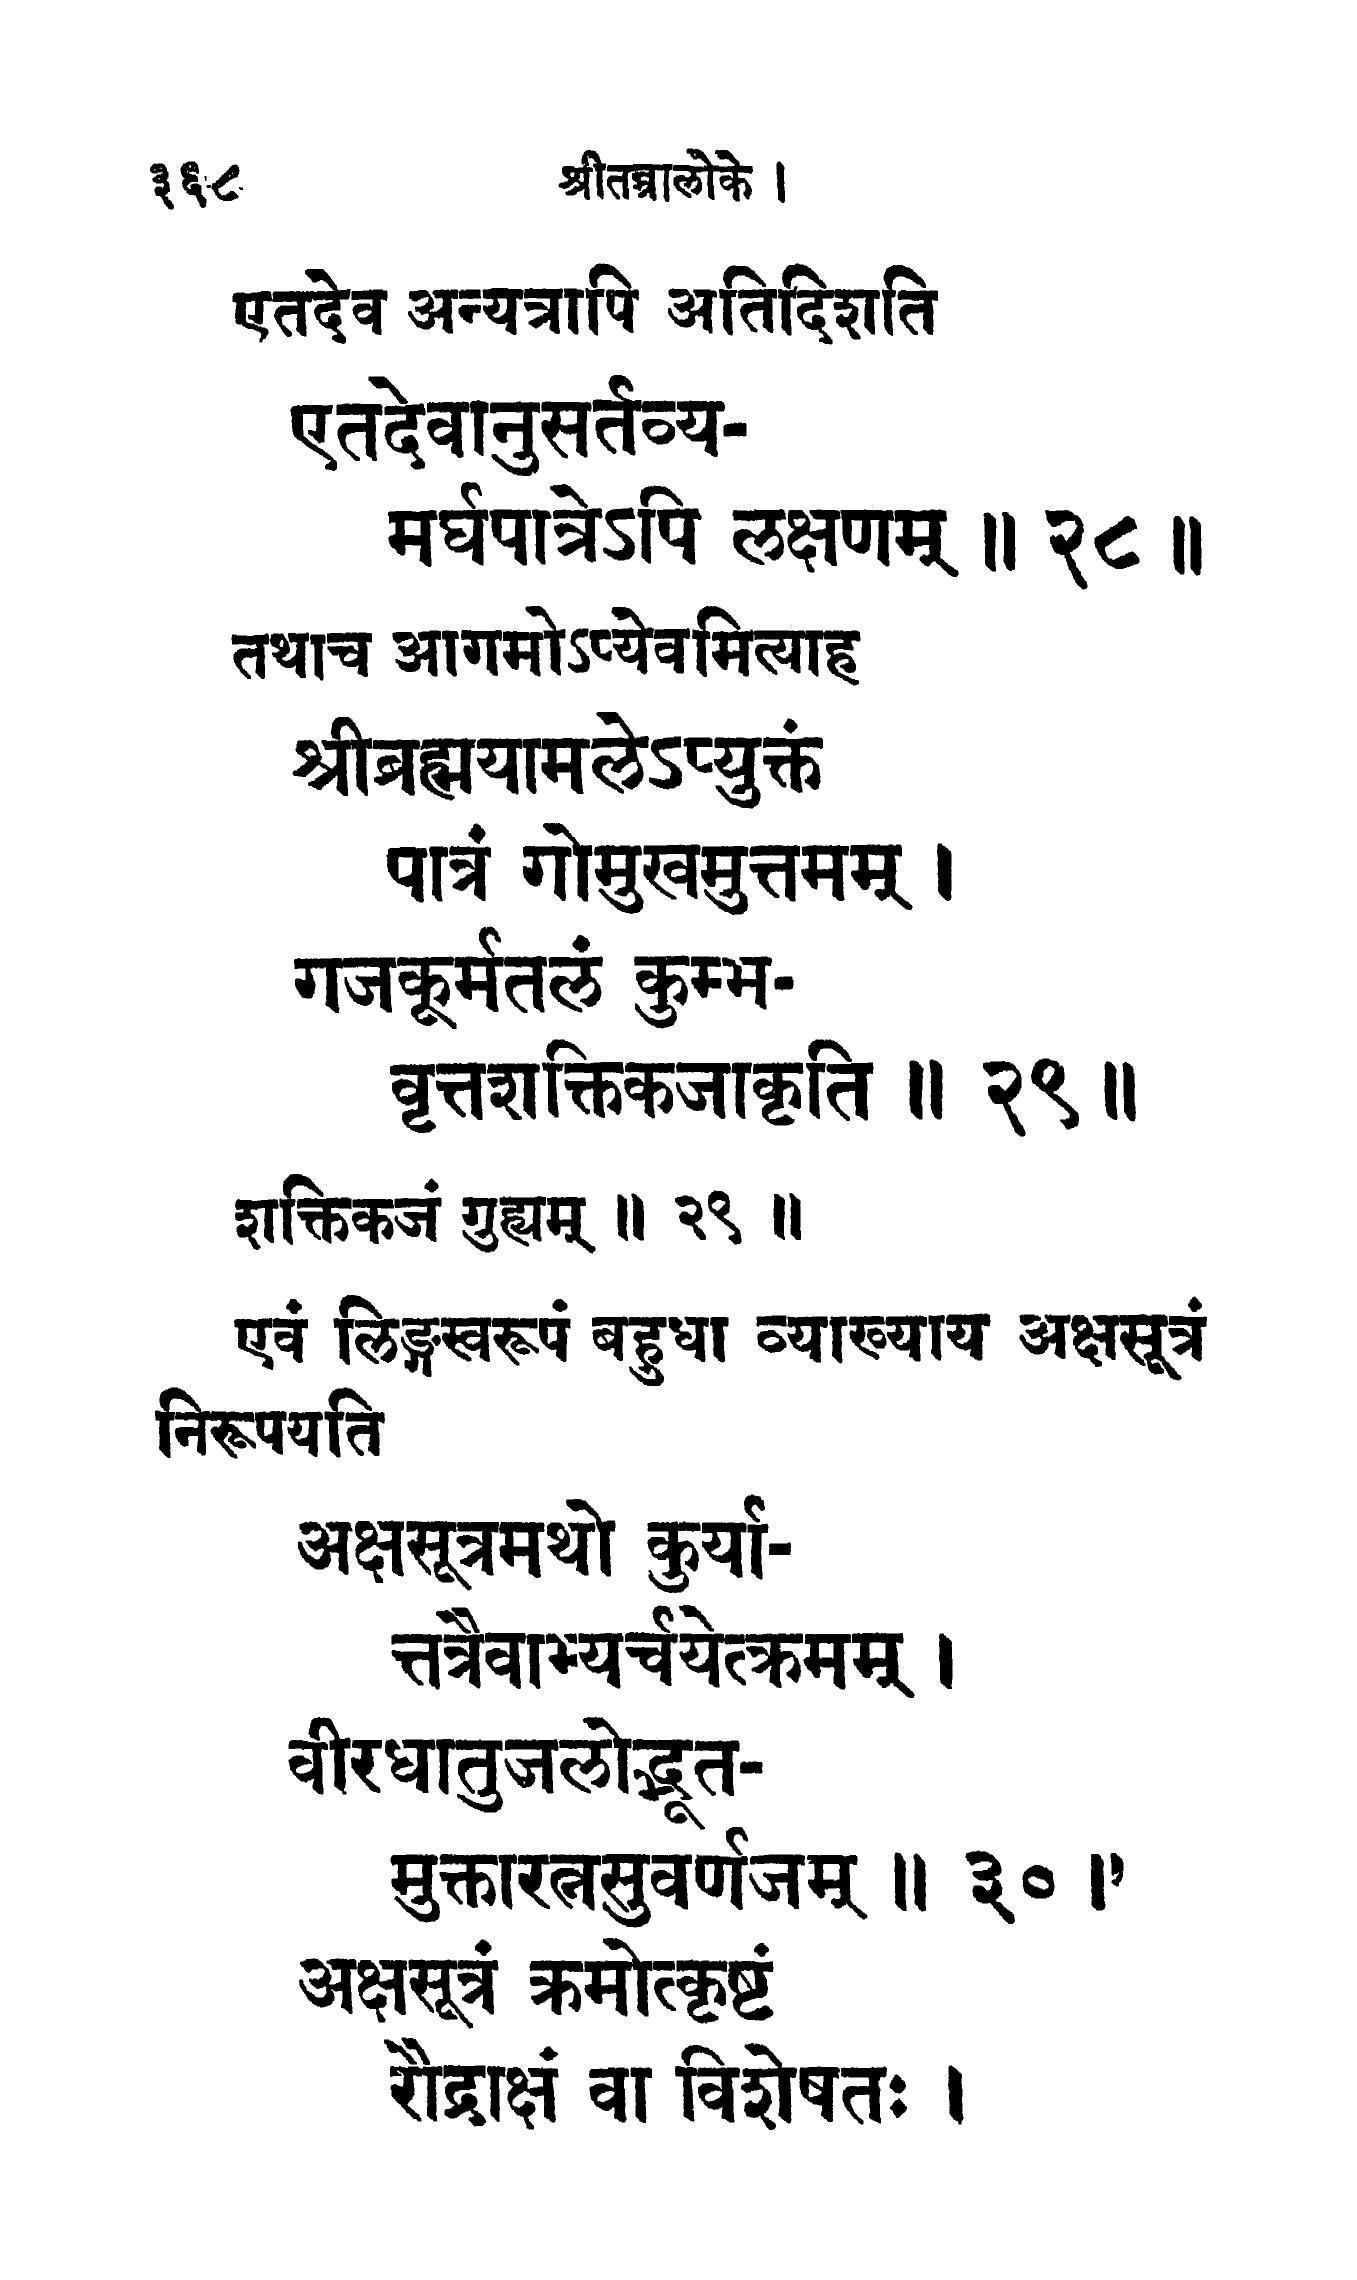 ३६८ श्रीतन्त्रालोके ।
एतदेव अन्यत्रापि अतिदिशति
एतदेवानुसर्तव्य-
मर्घपात्रेऽपि लक्षणम् ॥ २८ ॥
तथाच आगमोऽप्येवमित्याह
श्रीब्रह्मयामलेऽप्युक्तं
पात्रं गोमुखमुत्तमम् ।
गजकूर्मतलं कुम्भ-
वृत्तशक्तिकजाकृति ॥ २९ ॥
शक्तिकजं गुह्यम् ॥ २९ ॥
एवं लिङ्गस्वरूपं बहुधा व्याख्याय अक्षसूत्रं
निरूपयति
अक्षसूत्रमथो कुर्या-
त्तत्रैवाभ्यर्चयेत्क्रमम् ।
वीरधातुजलोद्भूत-
मुक्तारत्नसुवर्णजम् ॥ ३० ।'
अक्षसूत्रं क्रमोत्कृष्टं
रौद्राक्षं वा विशेषतः ।